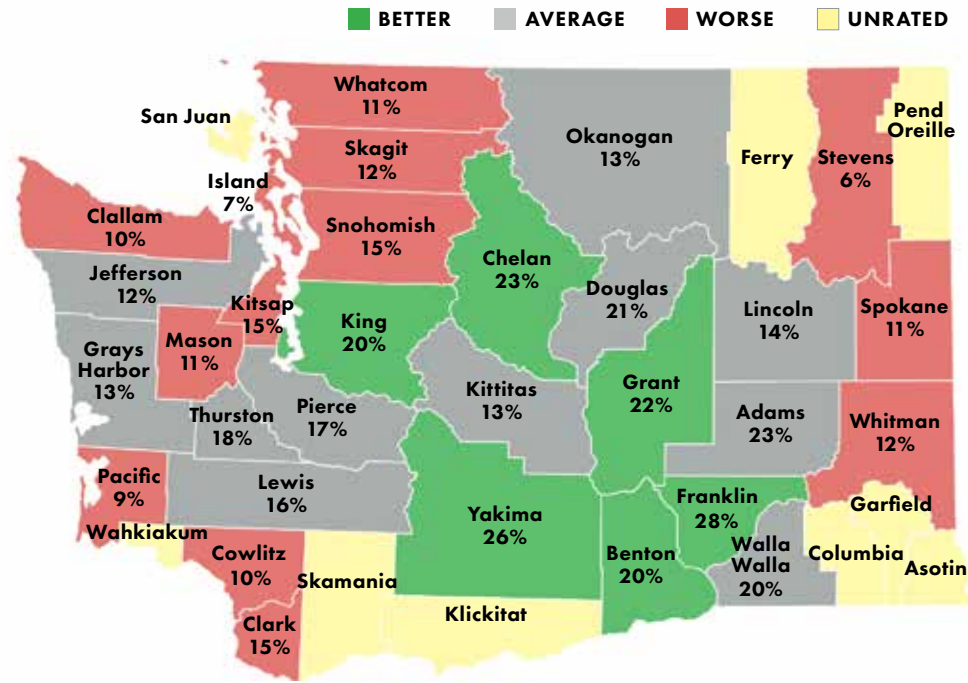 BETTER AVERAGE WORSE UNRATED
Whatcom
11%
San Juan
Skagit
12%
Okanogan
13%
Ferry
Stevens
6%
Pend
Oreille
Island
7%
Clallam
10%
Snohomish
15%
Chelan
23%
Jefferson
12%
Kitsap
15%
Douglas
21%
Lincoln
14%
Spokane
11%
King
20%
Mason
11%
Grays
Harbor
13%
Kittitas
13%
Grant
22%
Thurston
18%
Pierce
17%
Adams
23%
Whitman
12%
Pacific
9%
Lewis
16%
Yakima
26%
Franklin
28%
Garfield
Wahkiakum
Cowlitz
10%
Skamania
Benton
20%
Walla
Walla
20%
Columbia
Asotin
Klickitat
Clark
15%